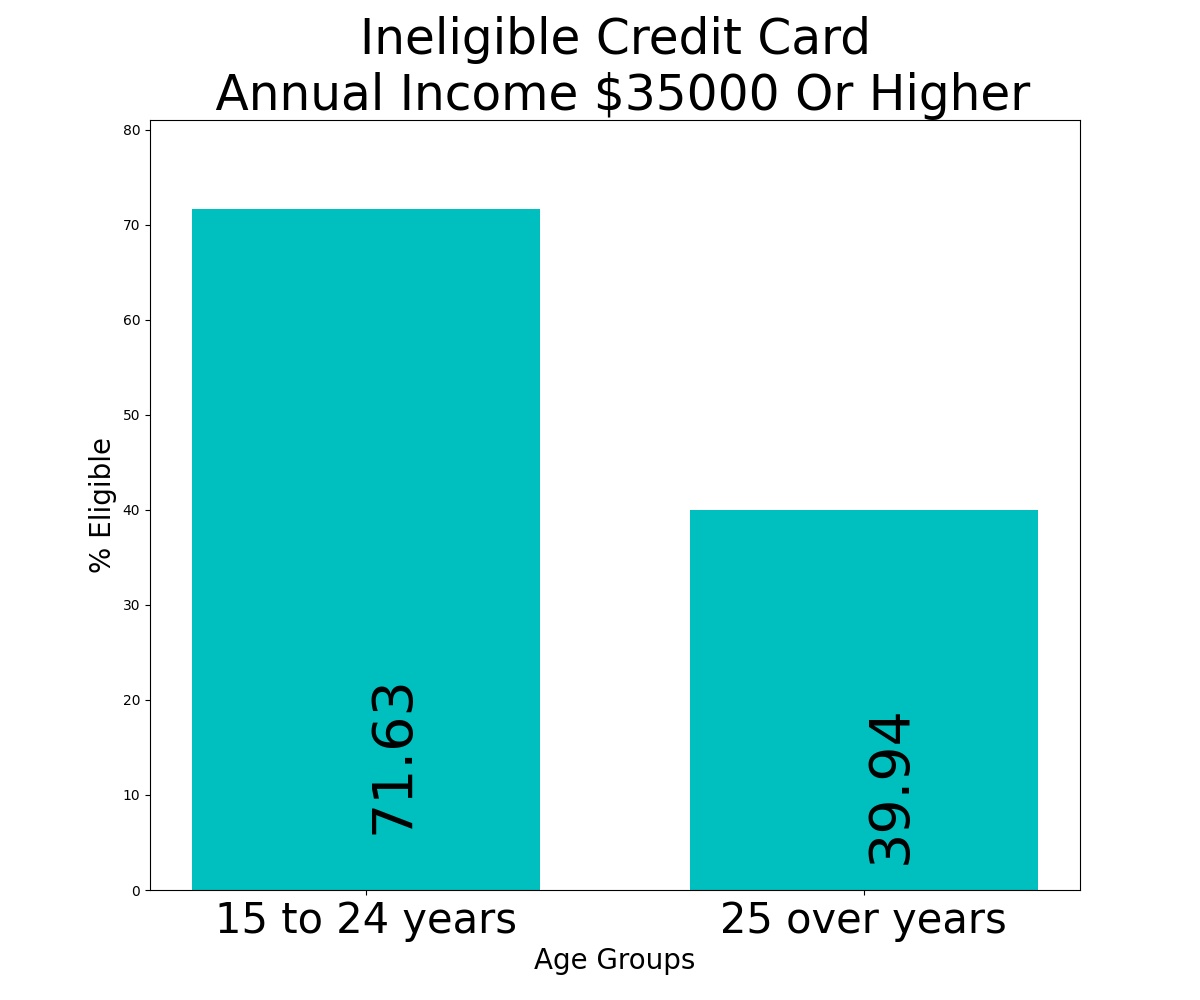 Ineligible Credit Card
Annual Income $35000 Or Higher
80
70
60
50
40
30
20
10
0
% Eligible
71.63
39.94
15 to 24 years
25 over years
Age Groups